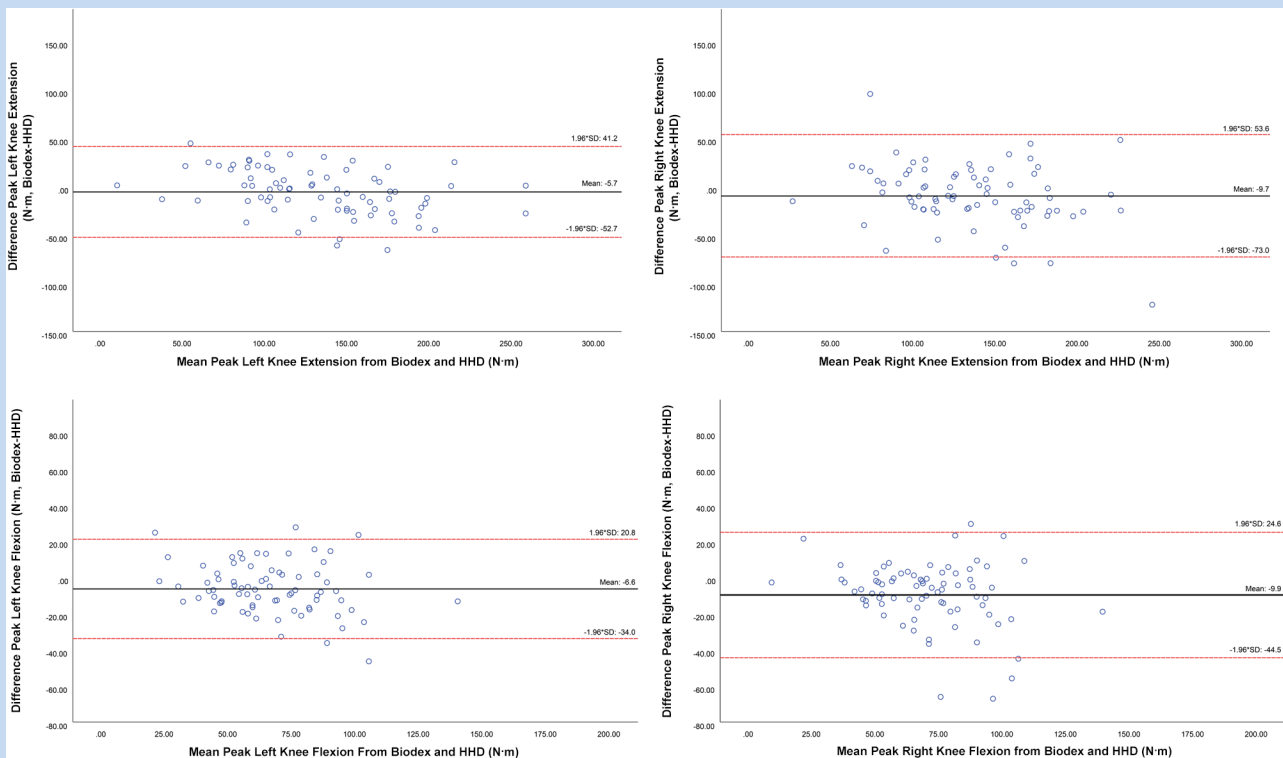 Difference Peak Left Knee Extension
(N·m, Biodex-HHD)
150.00
100.00
50.00
.00
-50.00
-100.00
-150.00
1.96*SD: 41.2
Mean: -5.7
-1.96*SD: -52.7
.00 50.00 100.00 150.00 200.00 250.00 300.00
Mean Peak Left Knee Extension from Biodex and HHD (N·m)
Difference Peak Right Knee Extension
(N·m, Biodex-HHD)
150.00
100.00
50.00
.00
-50.00
-100.00
-150.00
1.96*SD: 53.6
Mean: -9.7
-1.96*SD: -73.0
.00 50.00 100.00 150.00 200.00 250.00 300.00
Mean Peak Right Knee Extension from Biodex and HHD (N·m)
Difference Peak Left Knee Flexion (N·m, Biodex-HHD)
80.00
60.00
40.00
20.00
.00
-20.00
-40.00
-60.00
-80.00
1.96*SD: 20.8
Mean: -6.6
-1.96*SD: -34.0
.00 25.00 50.00 75.00 100.00 125.00 150.00 175.00 200.00
Mean Peak Left Knee Flexion From Biodex and HHD (N·m)
Difference Peak Right Knee Flexion (N·m, Biodex-HHD)
80.00
60.00
40.00
20.00
.00
-20.00
-40.00
-60.00
-80.00
1.96*SD: 24.6
Mean: -9.9
-1.96*SD: -44.5
.00 25.00 50.00 75.00 100.00 125.00 150.00 175.00 200.00
Mean Peak Right Knee Flexion from Biodex and HHD (N·m)